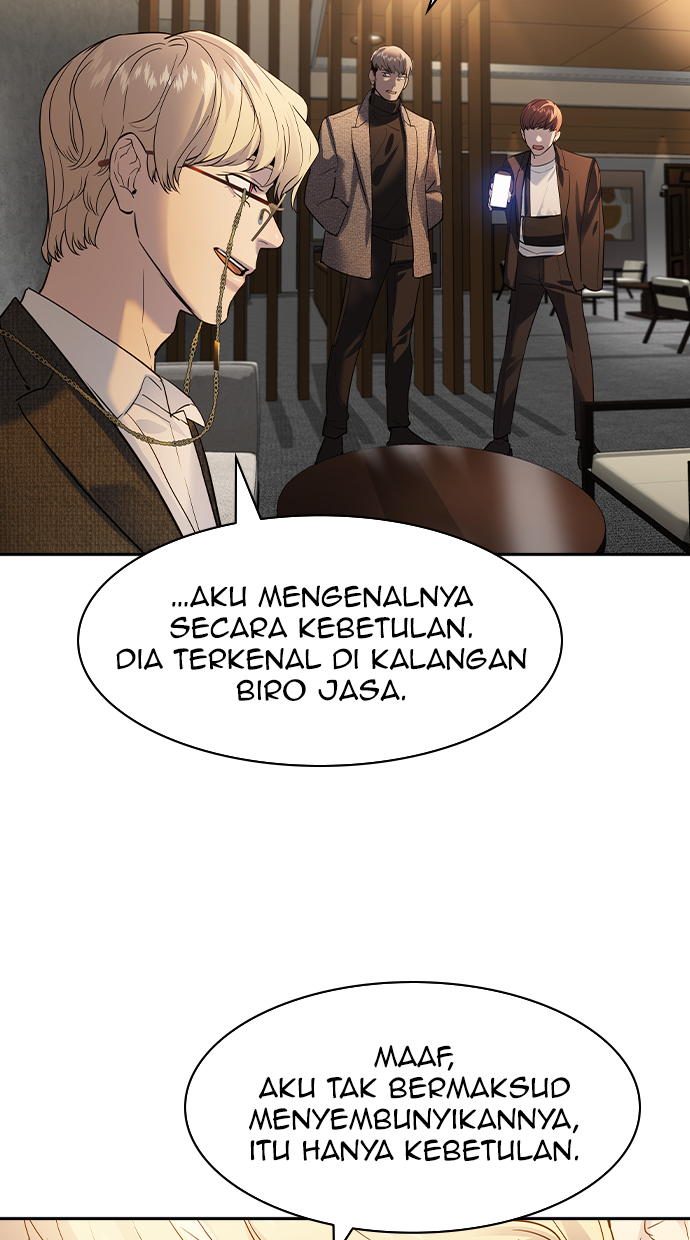 ...AKU MENGENALNYA
SECARA KEBETULAN.
DIA TERKENAL DI KALANGAN
BIRO JASA.
MAAF,
AKU TAK BERMAKSUD
MENYEMBUNYIKANNYA,
ITU HANYA KEBETULAN.